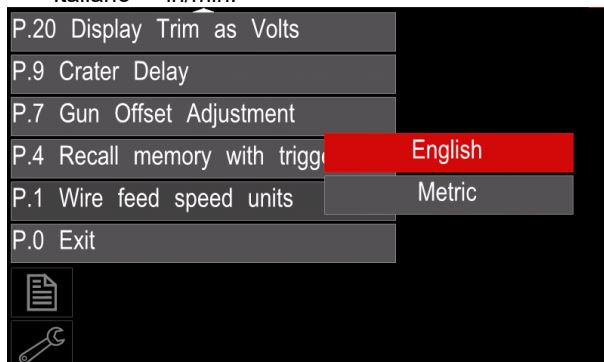 P.20 Display Trim as Volts
P.9 Crater Delay
P.7 Gun Offset Adjustment
P.4 Recall memory with
English
P.1 Wire feed speed units
Metric
P.0 Exit